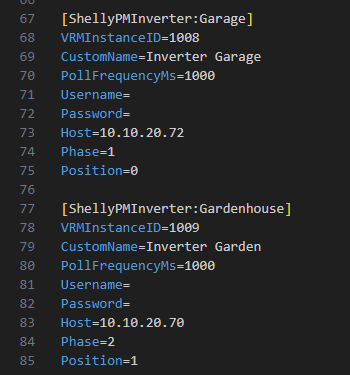 67 [ShellyPMInverter:Garage]
68 VRMInstanceID=1008
69 CustomName=Inverter Garage
70 PollFrequencyMs=1000
71 Username=
72 Password=
73 Host=10.10.20.72
74 Phase=1
75 Position=0
76
77 [ShellyPMInverter:Gardenhouse]
78 VRMInstanceID=1009
79 CustomName=Inverter Garden
80 PollFrequencyMs=1000
81 Username=
82 Password=
83 Host=10.10.20.70
84 Phase=2
85 Position=1